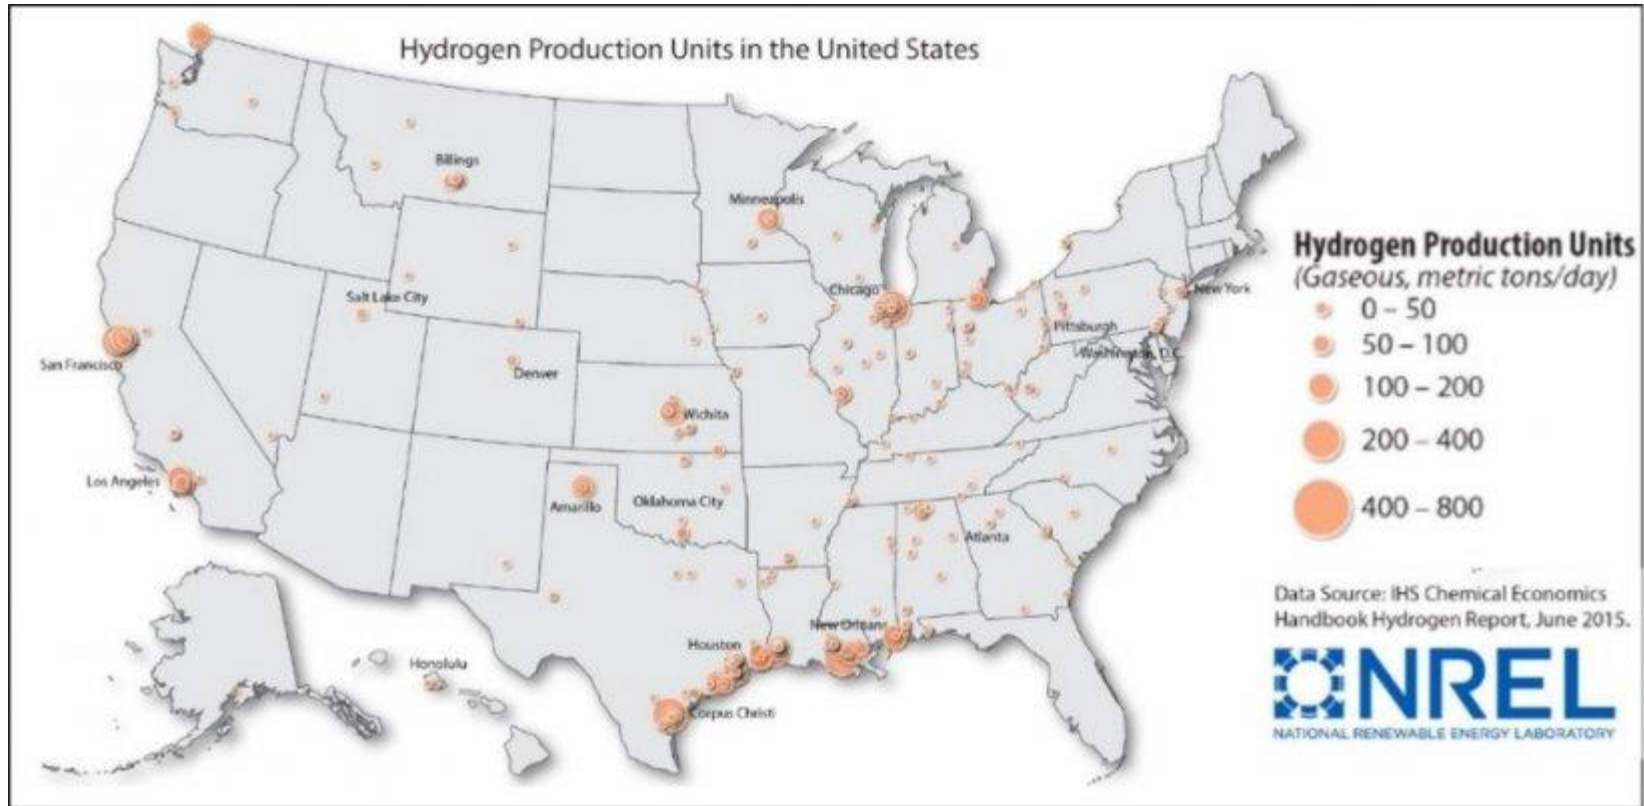 Hydrogen Production Units in the United States
Billings
Minneapolis
Chicago
Salt Lake City
New York
Pittsburgh
Washington, D.C.
San Francisco
Denver
Wichita
Los Angeles
Amarillo
Oklahoma City
Atlanta
New Orleans
Houston
Honolulu
Corpus Christi
Hydrogen Production Units
(Gaseous, metric tons/day)
0 – 50
50 – 100
100 – 200
200 – 400
400 – 800
Data Source: IHS Chemical Economics
Handbook Hydrogen Report, June 2015.
NREL
NATIONAL RENEWABLE ENERGY LABORATORY